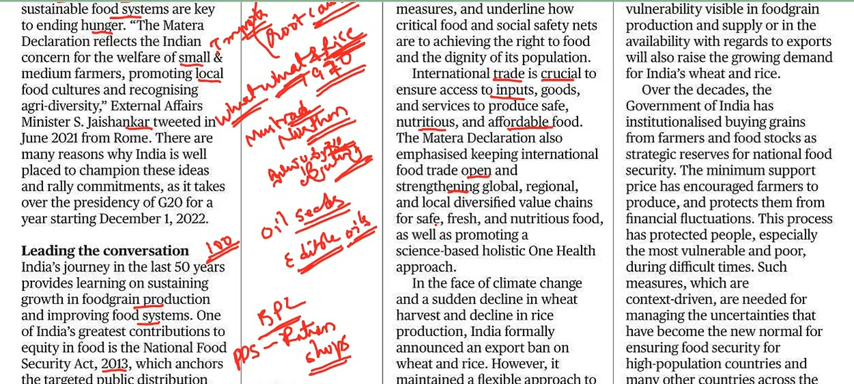 sustainable food systems are key
to ending hunger. “The Matera
Declaration reflects the Indian
concern for the welfare of small &
medium farmers, promoting local
food cultures and recognising
agri-diversity,” External Affairs
Minister S. Jaishankar tweeted in
June 2021 from Rome. There are
many reasons why India is well
placed to champion these ideas
and rally commitments, as it takes
over the presidency of G20 for a
year starting December 1, 2022.
Leading the conversation
India’s journey in the last 50 years
provides learning on sustaining
growth in foodgrain production
and improving food systems. One
of India’s greatest contributions to
equity in food is the National Food
Security Act, 2013, which anchors
the targeted public distribution
100
wheat wheat & rice
1970
Mustard
Oil Seeds
Edible oils
BPL
PDS - Ration
shops
measures, and underline how
critical food and social safety nets
are to achieving the right to food
and the dignity of its population.
International trade is crucial to
ensure access to inputs, goods,
and services to produce safe,
nutritious, and affordable food.
The Matera Declaration also
emphasised keeping international
food trade open and
strengthening global, regional,
and local diversified value chains
for safe, fresh, and nutritious food,
as well as promoting a
science-based holistic One Health
approach.
In the face of climate change
and a sudden decline in wheat
harvest and decline in rice
production, India formally
announced an export ban on
wheat and rice. However, it
maintained a flexible approach to
vulnerability visible in foodgrain
production and supply or in the
availability with regards to exports
will also raise the growing demand
for India’s wheat and rice.
Over the decades, the
Government of India has
institutionalised buying grains
from farmers and food stocks as
strategic reserves for national food
security. The minimum support
price has encouraged farmers to
produce, and protects them from
financial fluctuations. This process
has protected people, especially
the most vulnerable and poor,
during difficult times. Such
measures, which are
context-driven, are needed for
managing the uncertainties that
have become the new normal for
ensuring food security for
high-population countries and
many other countries across the